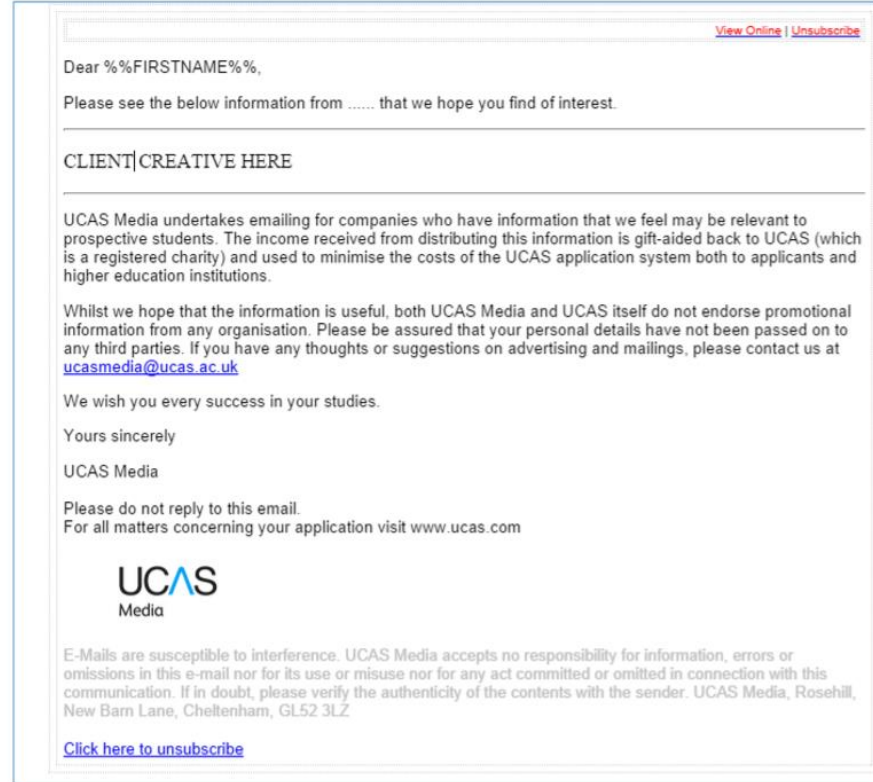 View Online | Unsubscribe
Dear %%FIRSTNAME%%,
Please see the below information from ...... that we hope you find of interest.
CLIENT CREATIVE HERE
UCAS Media undertakes emailing for companies who have information that we feel may be relevant to
prospective students. The income received from distributing this information is gift-aided back to UCAS (which
is a registered charity) and used to minimise the costs of the UCAS application system both to applicants and
higher education institutions.
Whilst we hope that the information is useful, both UCAS Media and UCAS itself do not endorse promotional
information from any organisation. Please be assured that your personal details have not been passed on to
any third parties. If you have any thoughts or suggestions on advertising and mailings, please contact us at
ucasmedia@ucas.ac.uk
We wish you every success in your studies.
Yours sincerely
UCAS Media
Please do not reply to this email.
For all matters concerning your application visit www.ucas.com
UCAS
Media
E-Mails are susceptible to interference. UCAS Media accepts no responsibility for information, errors or
omissions in this e-mail nor for its use or misuse nor for any act committed or omitted in connection with this
communication. If in doubt, please verify the authenticity of the contents with the sender. UCAS Media, Rosehill,
New Barn Lane, Cheltenham, GL52 3LZ
Click here to unsubscribe